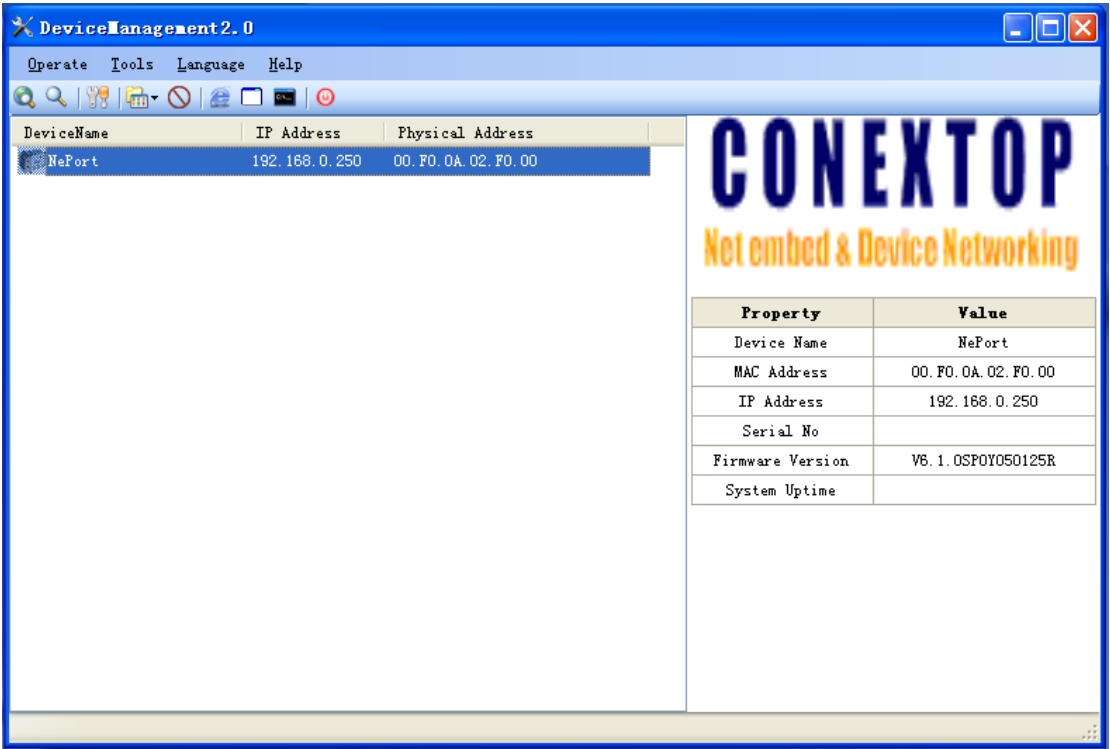 DeviceManagement2.0
Operate Tools Language Help
DeviceName IP Address Physical Address
NePort 192.168.0.250 00.F0.0A.02.F0.00
CONEXTOP
Net embed & Device Networking
Property Value
Device Name NePort
MAC Address 00.F0.0A.02.F0.00
IP Address 192.168.0.250
Serial No
Firmware Version V6.1.0SP0Y050125R
System Uptime